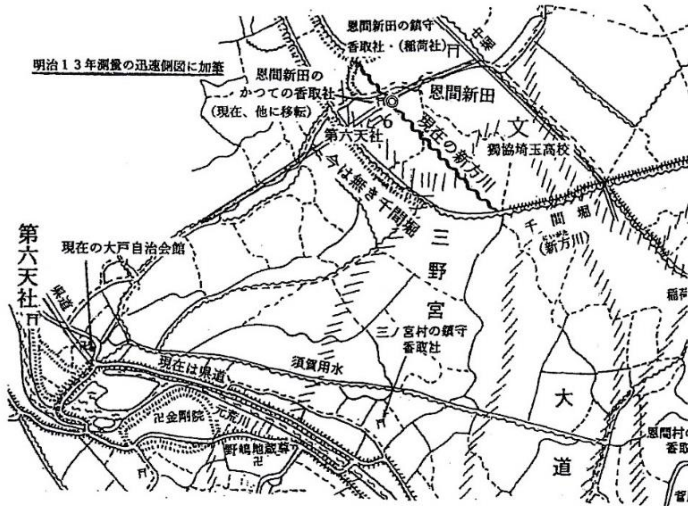 明治13年測量の迅速側図に加筆
恩間新田の鎮守
香取社・(稲荷社)
恩間新田の
かつての香取社
(現在、他に移転)
恩間新田
文
獨協埼玉高校
第六天社
現在の新方川
今は無き千間堀
千間堀
(新方川)
にいがた
三野宮
第六天社
現在の大戸自治会館
県道
三ノ宮村の鎮守
香取社
須賀用水
現在は県道
卍金剛院
元荒川
野嶋地蔵尊
卍
大道
稲荷
恩間村の
香取